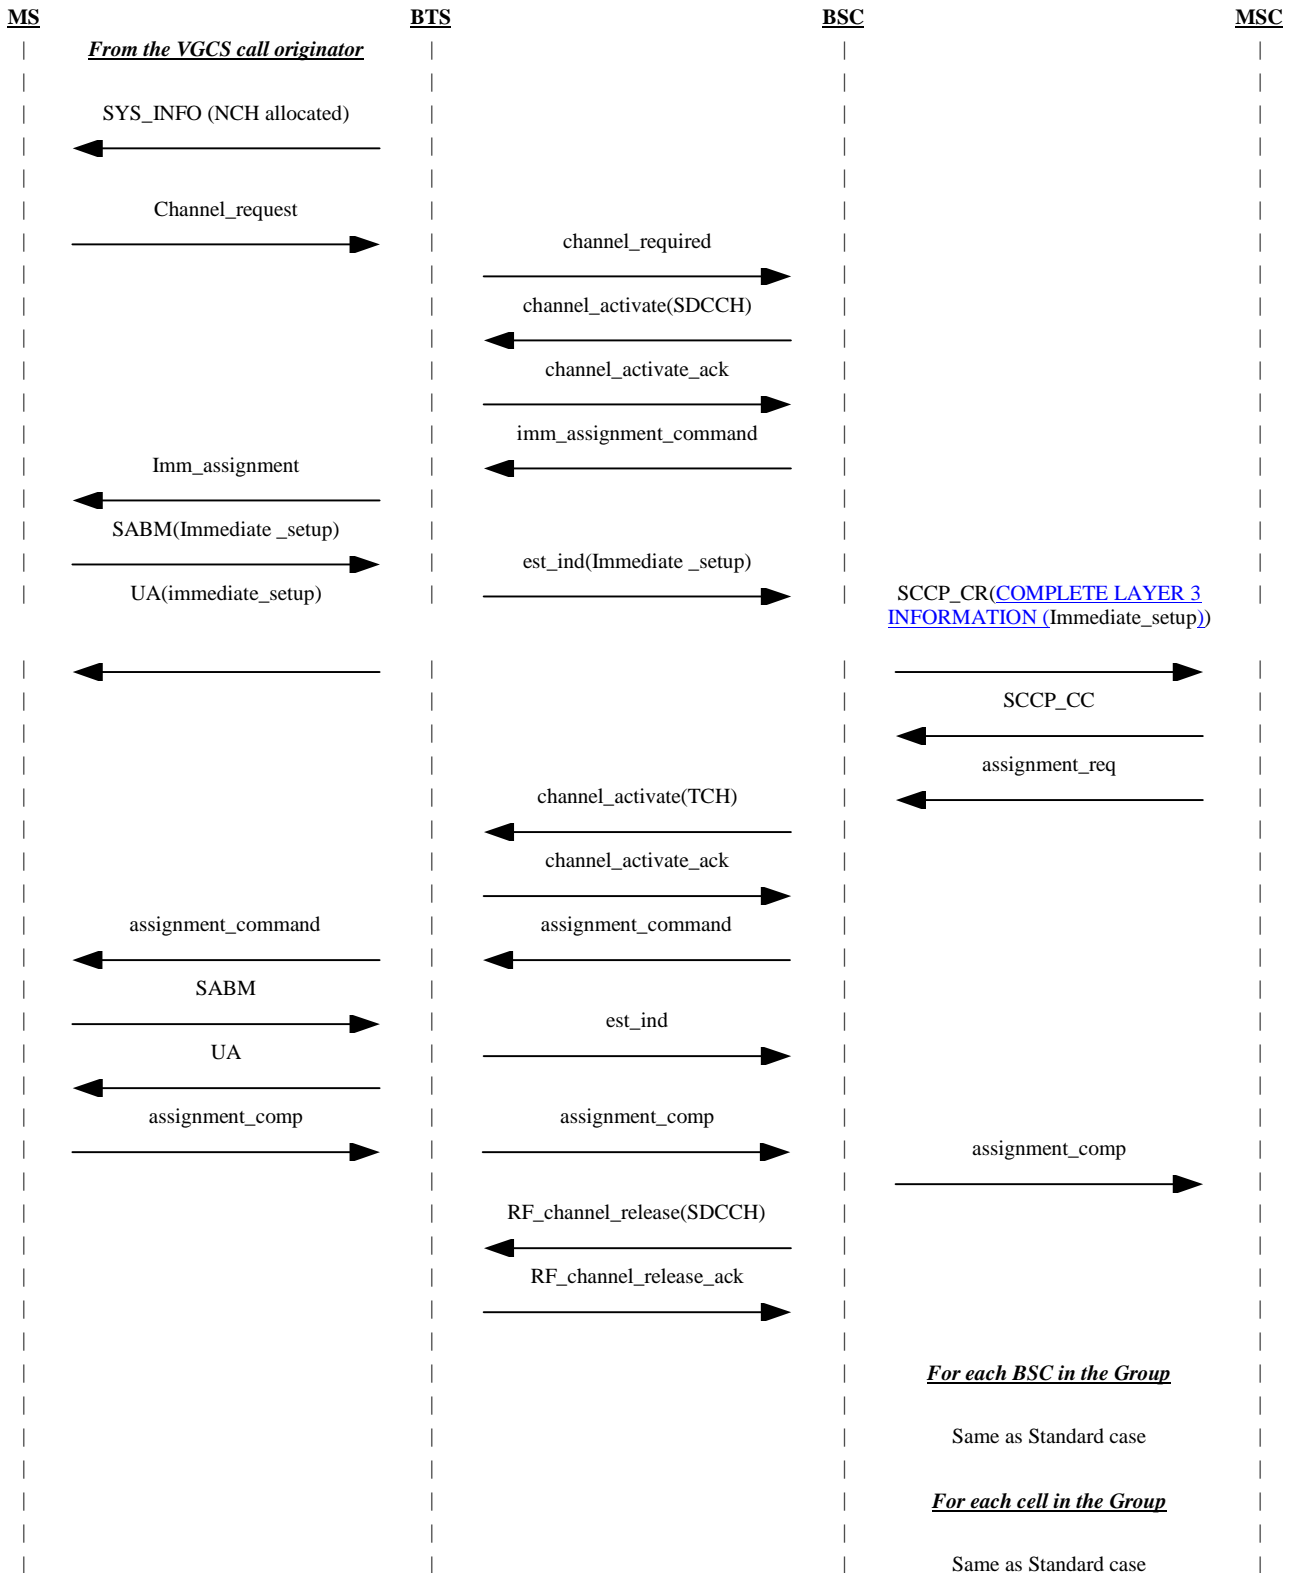 MS BTS BSC MSC
From the VGCS call originator
SYS_INFO (NCH allocated)
Channel_request
channel_required
channel_activate(SDCCH)
channel_activate_ack
imm_assignment_command
Imm_assignment
SABM(Immediate _setup)
est_ind(Immediate _setup)
UA(immediate_setup)
SCCP_CR(COMPLETE LAYER 3
INFORMATION (Immediate_setup))
SCCP_CC
assignment_req
channel_activate(TCH)
channel_activate_ack
assignment_command assignment_command
SABM
est_ind
UA
assignment_comp assignment_comp
assignment_comp
RF_channel_release(SDCCH)
RF_channel_release_ack
For each BSC in the Group
Same as Standard case
For each cell in the Group
Same as Standard case